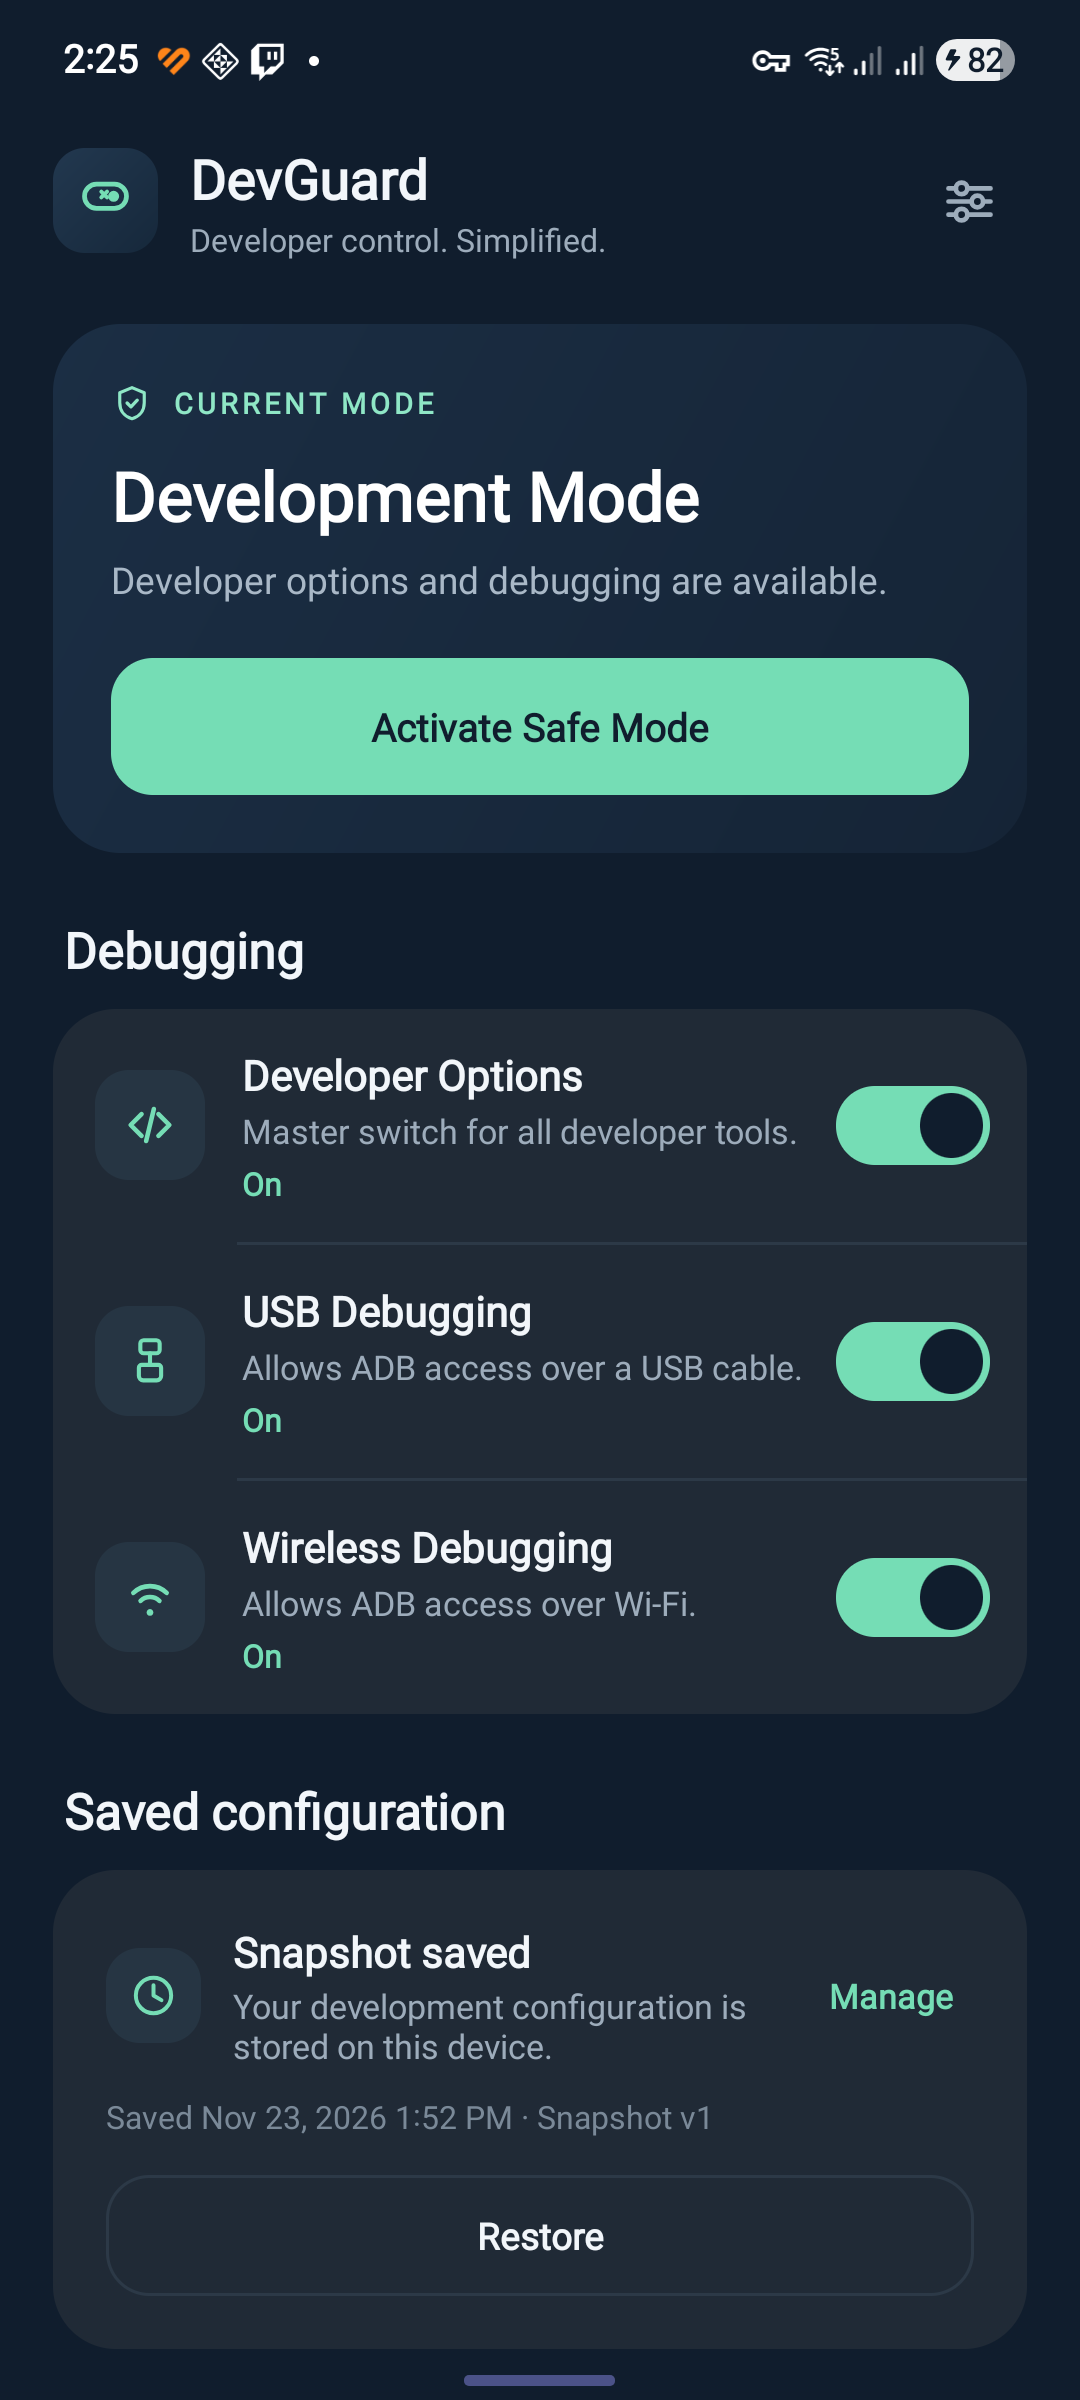 2:25
5
82
DevGuard
Developer control. Simplified.
CURRENT MODE
Development Mode
Developer options and debugging are available.
Activate Safe Mode
Debugging
Developer Options
Master switch for all developer tools.
On
USB Debugging
Allows ADB access over a USB cable.
On
Wireless Debugging
Allows ADB access over Wi-Fi.
On
Saved configuration
Snapshot saved
Your development configuration is
stored on this device.
Manage
Saved Nov 23, 2026 1:52 PM · Snapshot v1
Restore